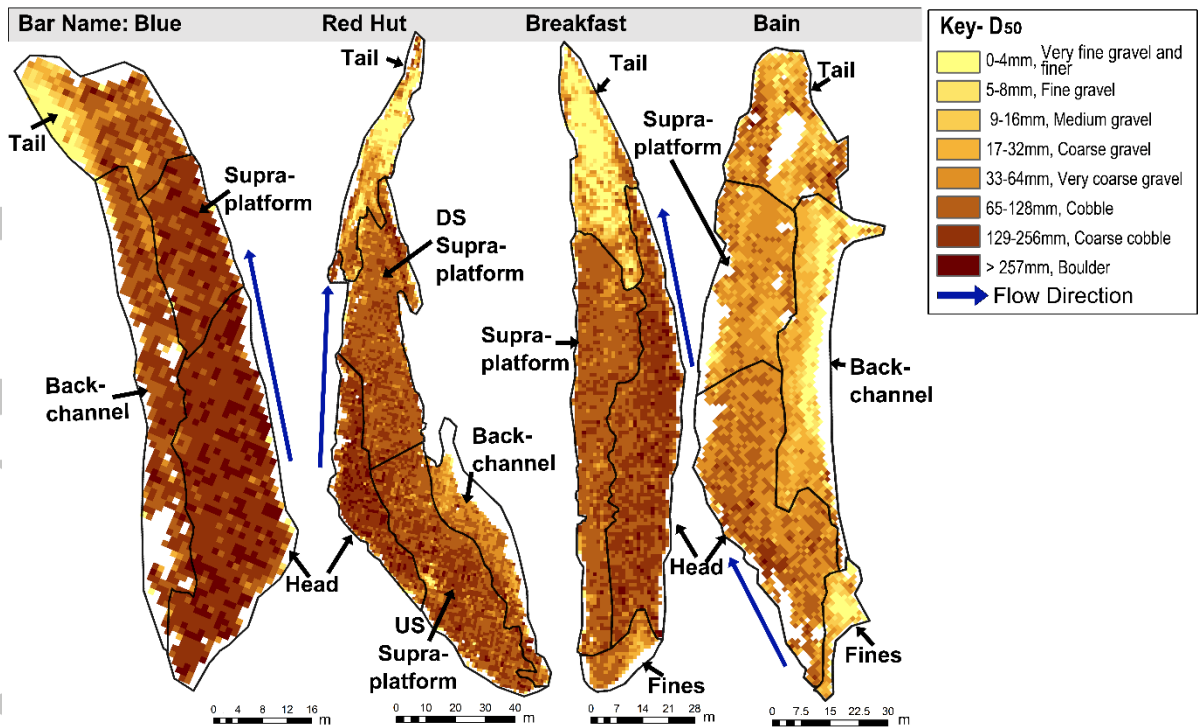 Bar Name: Blue
Red Hut
Breakfast
Bain
Tail
Supra-
platform
Back-
channel
Head
Tail
DS
Supra-
platform
Back-
channel
US
Supra-
platform
Tail
Supra-
platform
Head
Fines
Tail
Supra-
platform
Back-
channel
Fines
0 4 8 12 16
m
0 10 20 30 40
m
0 7 14 21 28
m
0 7.5 15 22.5 30
m
Key- D50
0-4mm, Very fine gravel and
finer
5-8mm, Fine gravel
9-16mm, Medium gravel
17-32mm, Coarse gravel
33-64mm, Very coarse gravel
65-128mm, Cobble
129-256mm, Coarse cobble
> 257mm, Boulder
Flow Direction